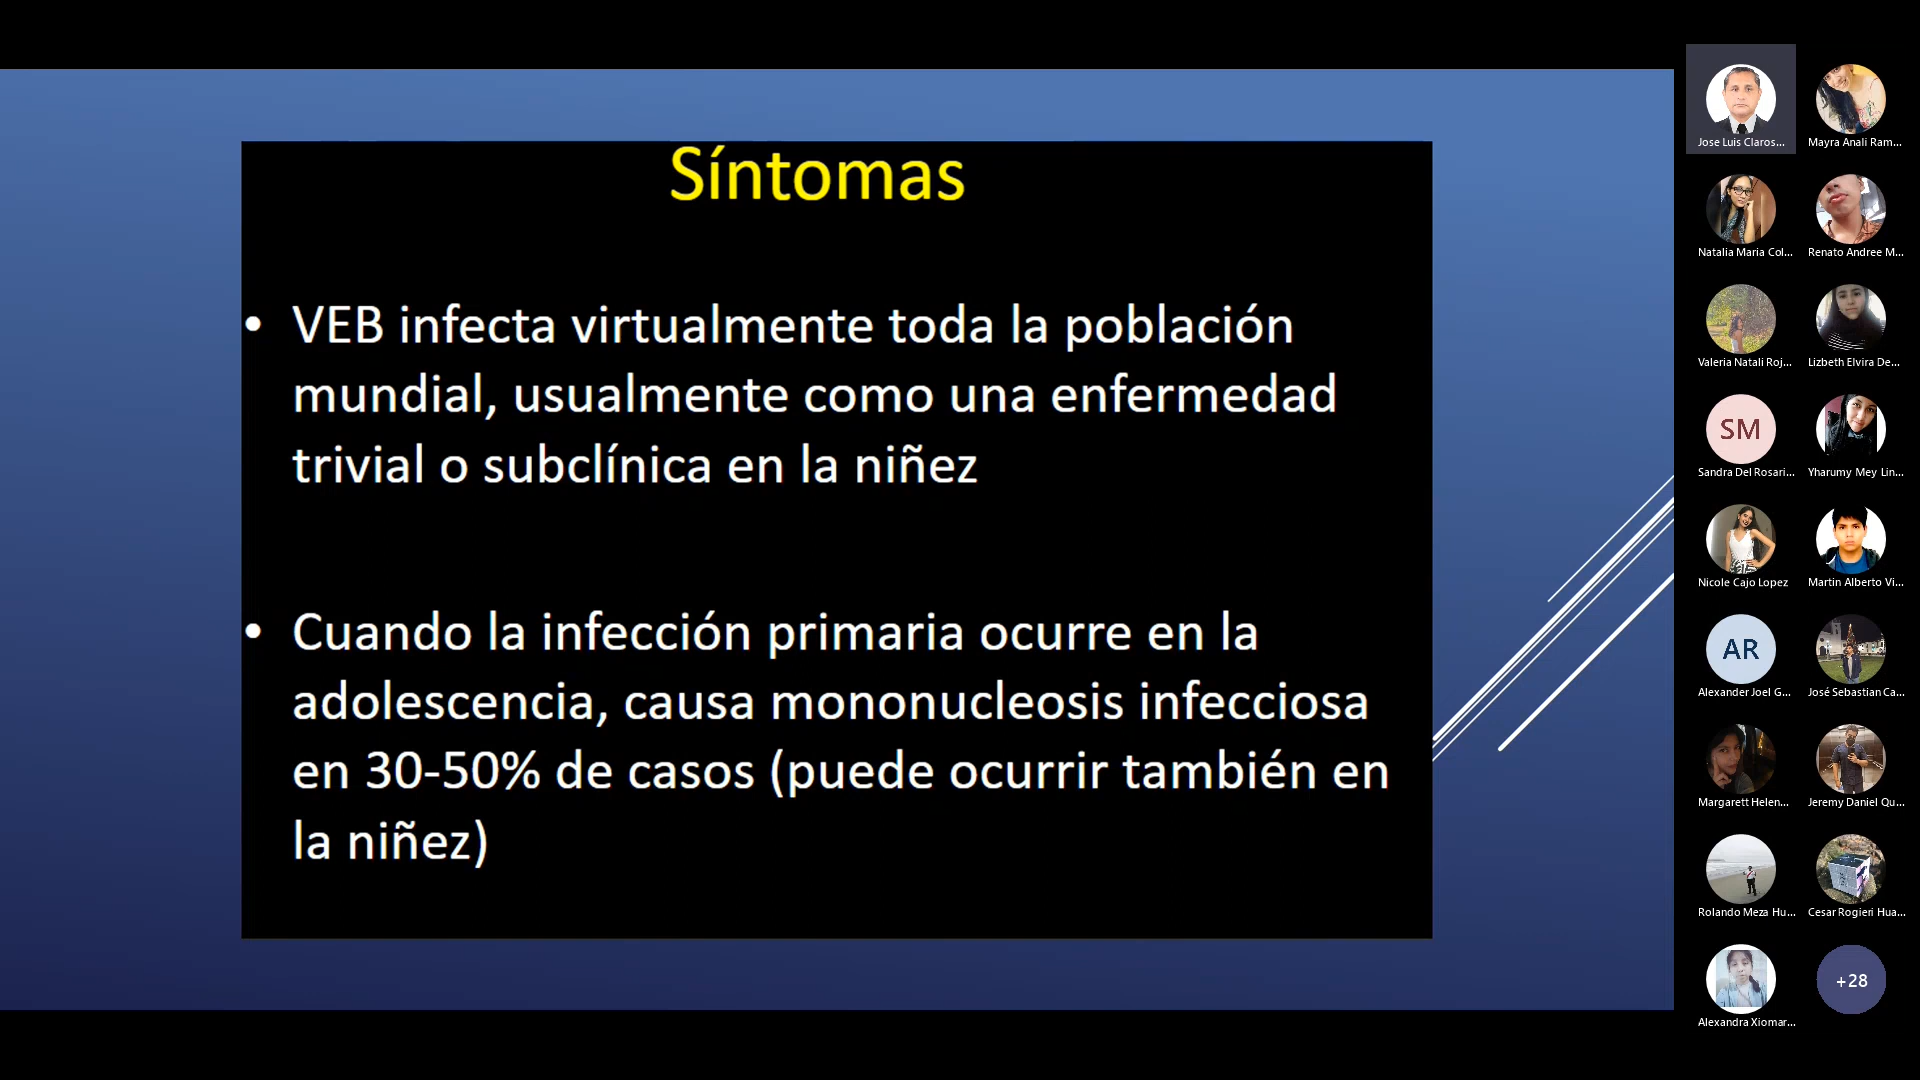 Síntomas
• VEB infecta virtualmente toda la población
mundial, usualmente como una enfermedad
trivial o subclínica en la niñez
• Cuando la infección primaria ocurre en la
adolescencia, causa mononucleosis infecciosa
en 30-50% de casos (puede ocurrir también en
la niñez)
Jose Luis Claros...
Mayra Anali Ram...
Natalia Maria Col...
Renato Andree M...
Valeria Natali Roj...
Lizbeth Elvira De...
SM
Sandra Del Rosari...
Yharumy Mey Lin...
Nicole Cajo Lopez
Martin Alberto Vi...
AR
Alexander Joel G...
José Sebastian Ca...
Margarett Helen...
Jeremy Daniel Qu...
Rolando Meza Hu...
Cesar Rogieri Hua...
Alexandra Xiomar...
+28